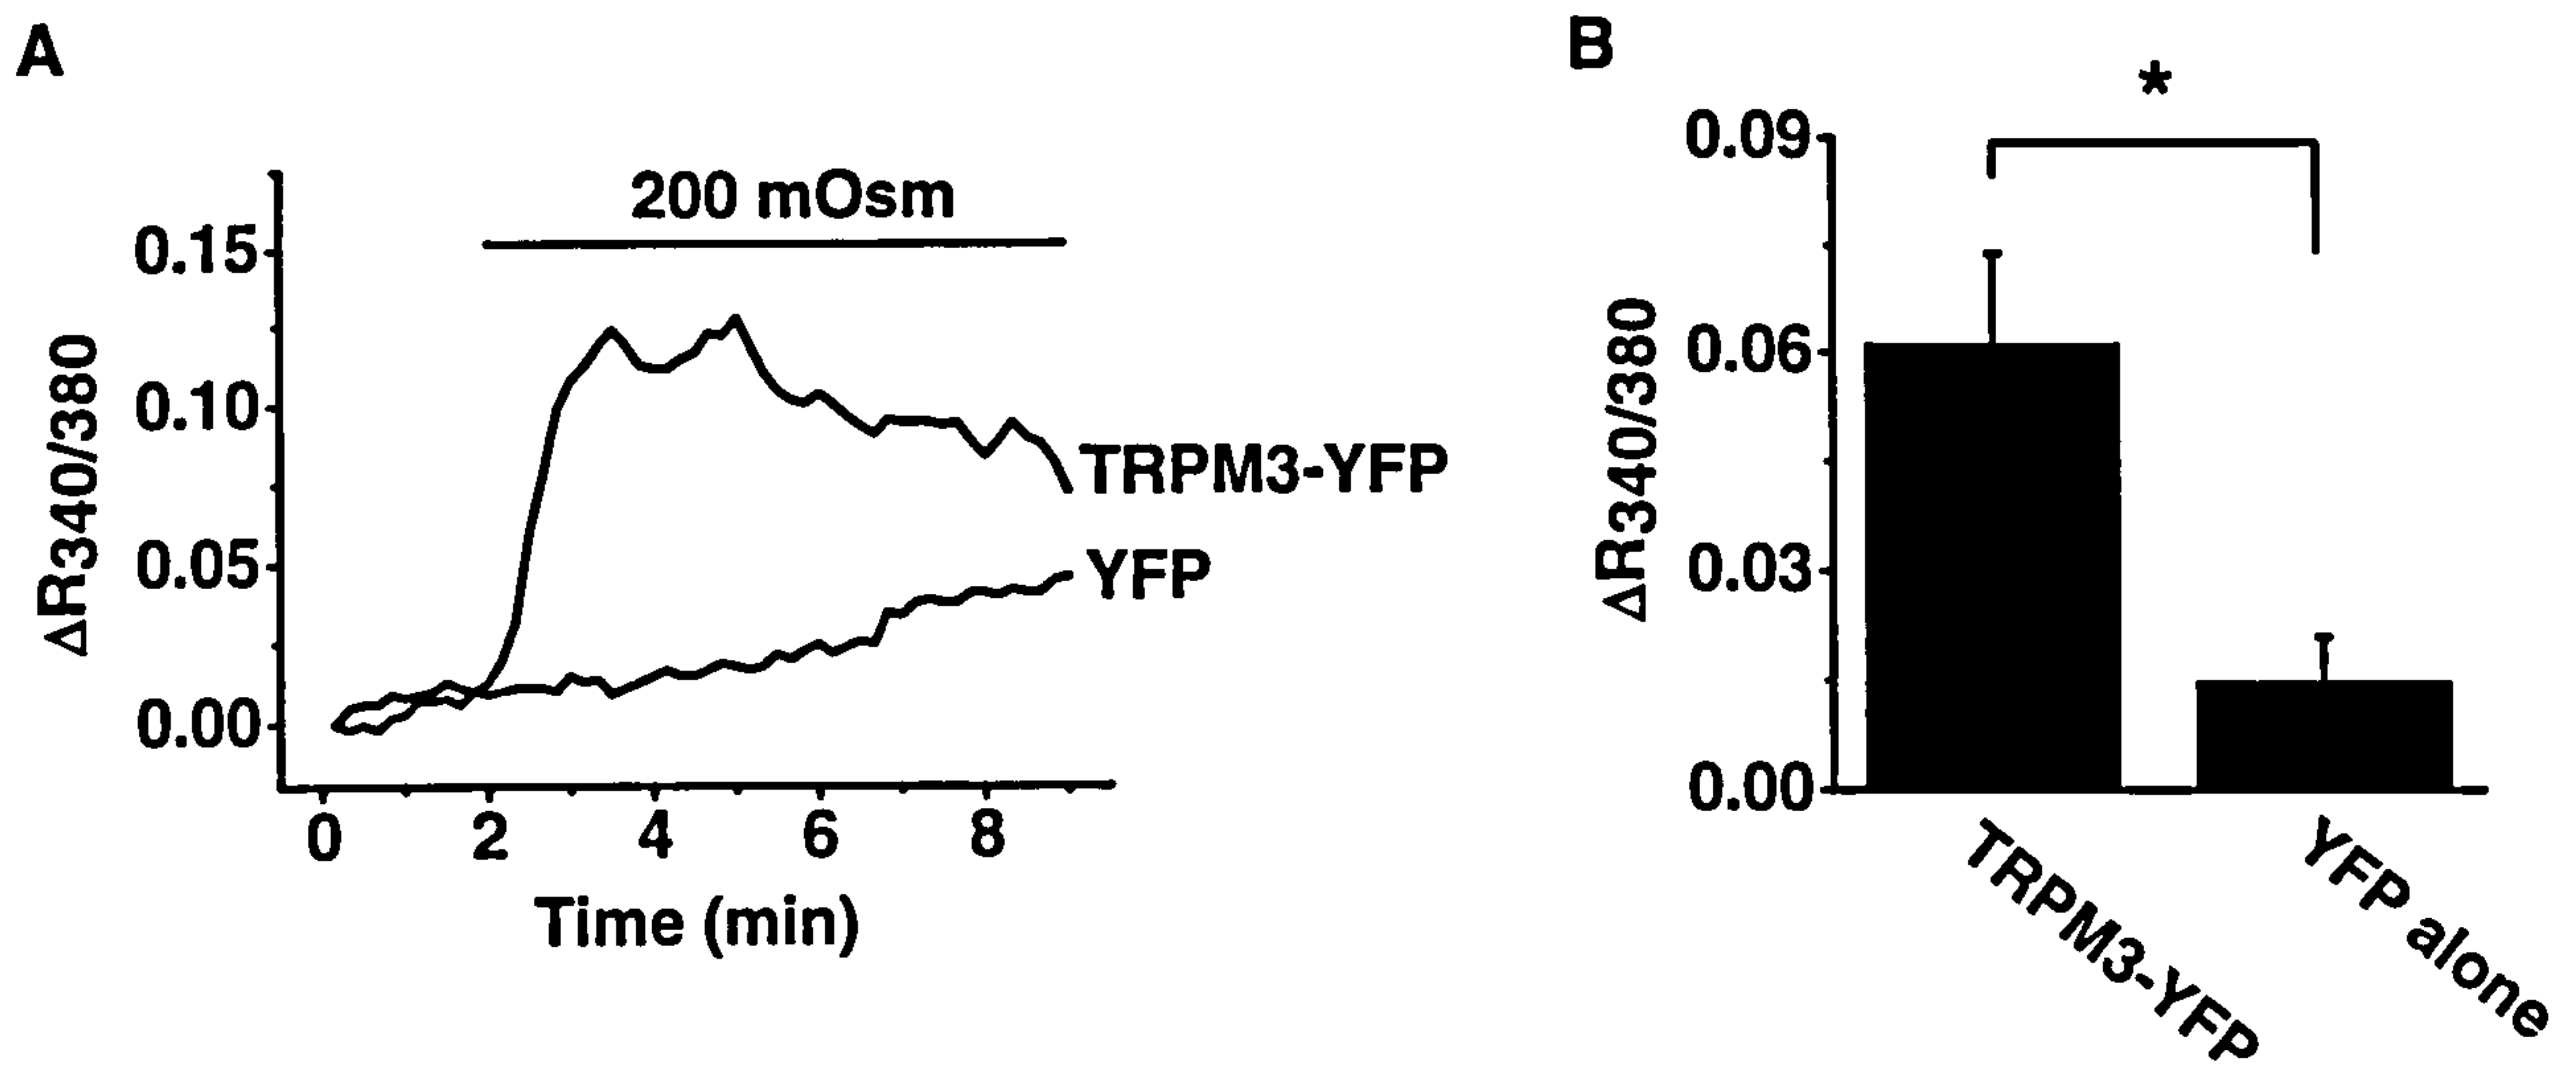 A
200 mOsm
0.15
0.10
0.05
0.00
ΔR340/380
TRPM3-YFP
YFP
0 2 4 6 8
Time (min)
B
*
0.09
0.06
0.03
0.00
ΔR340/380
TRPM3-YFP
YFP alone